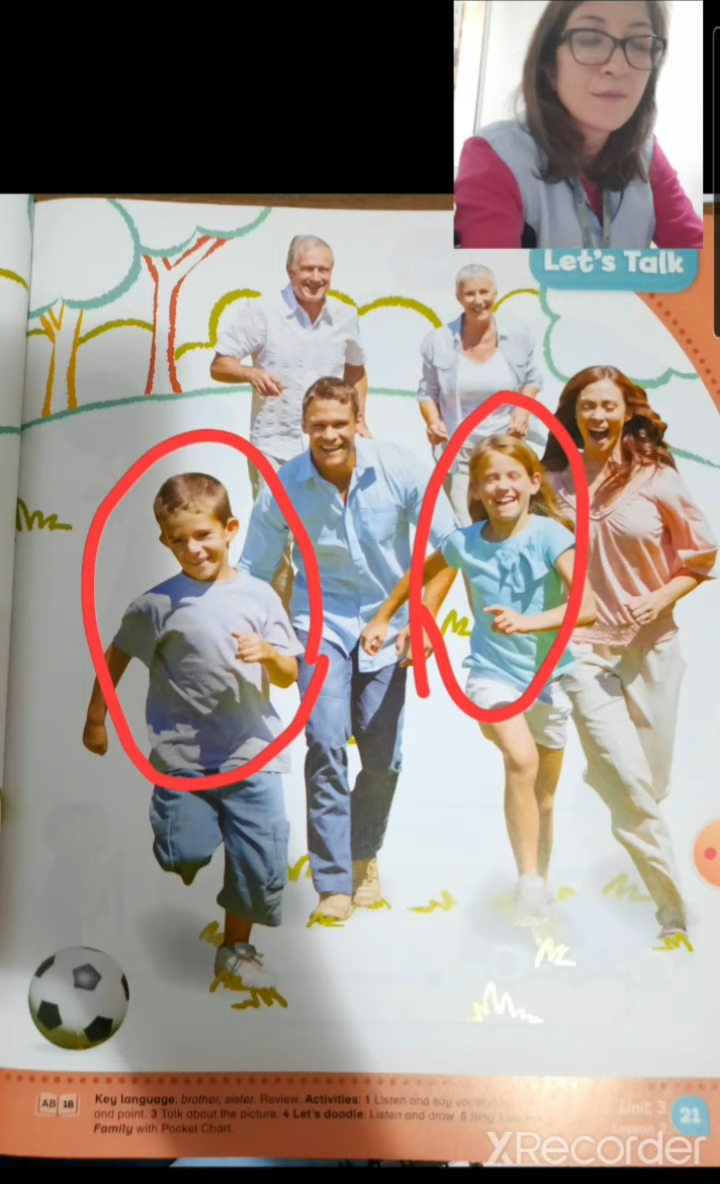 Let's Talk
AB 18 Key language: brother, sister. Review. Activities: 1 Listen and say
and point. 3 Talk about the picture. 4 Let's doodle: Listen and draw. 5 Sing
Family with Pocket Chart.
Unit 3
21
Lesson
XRecorder